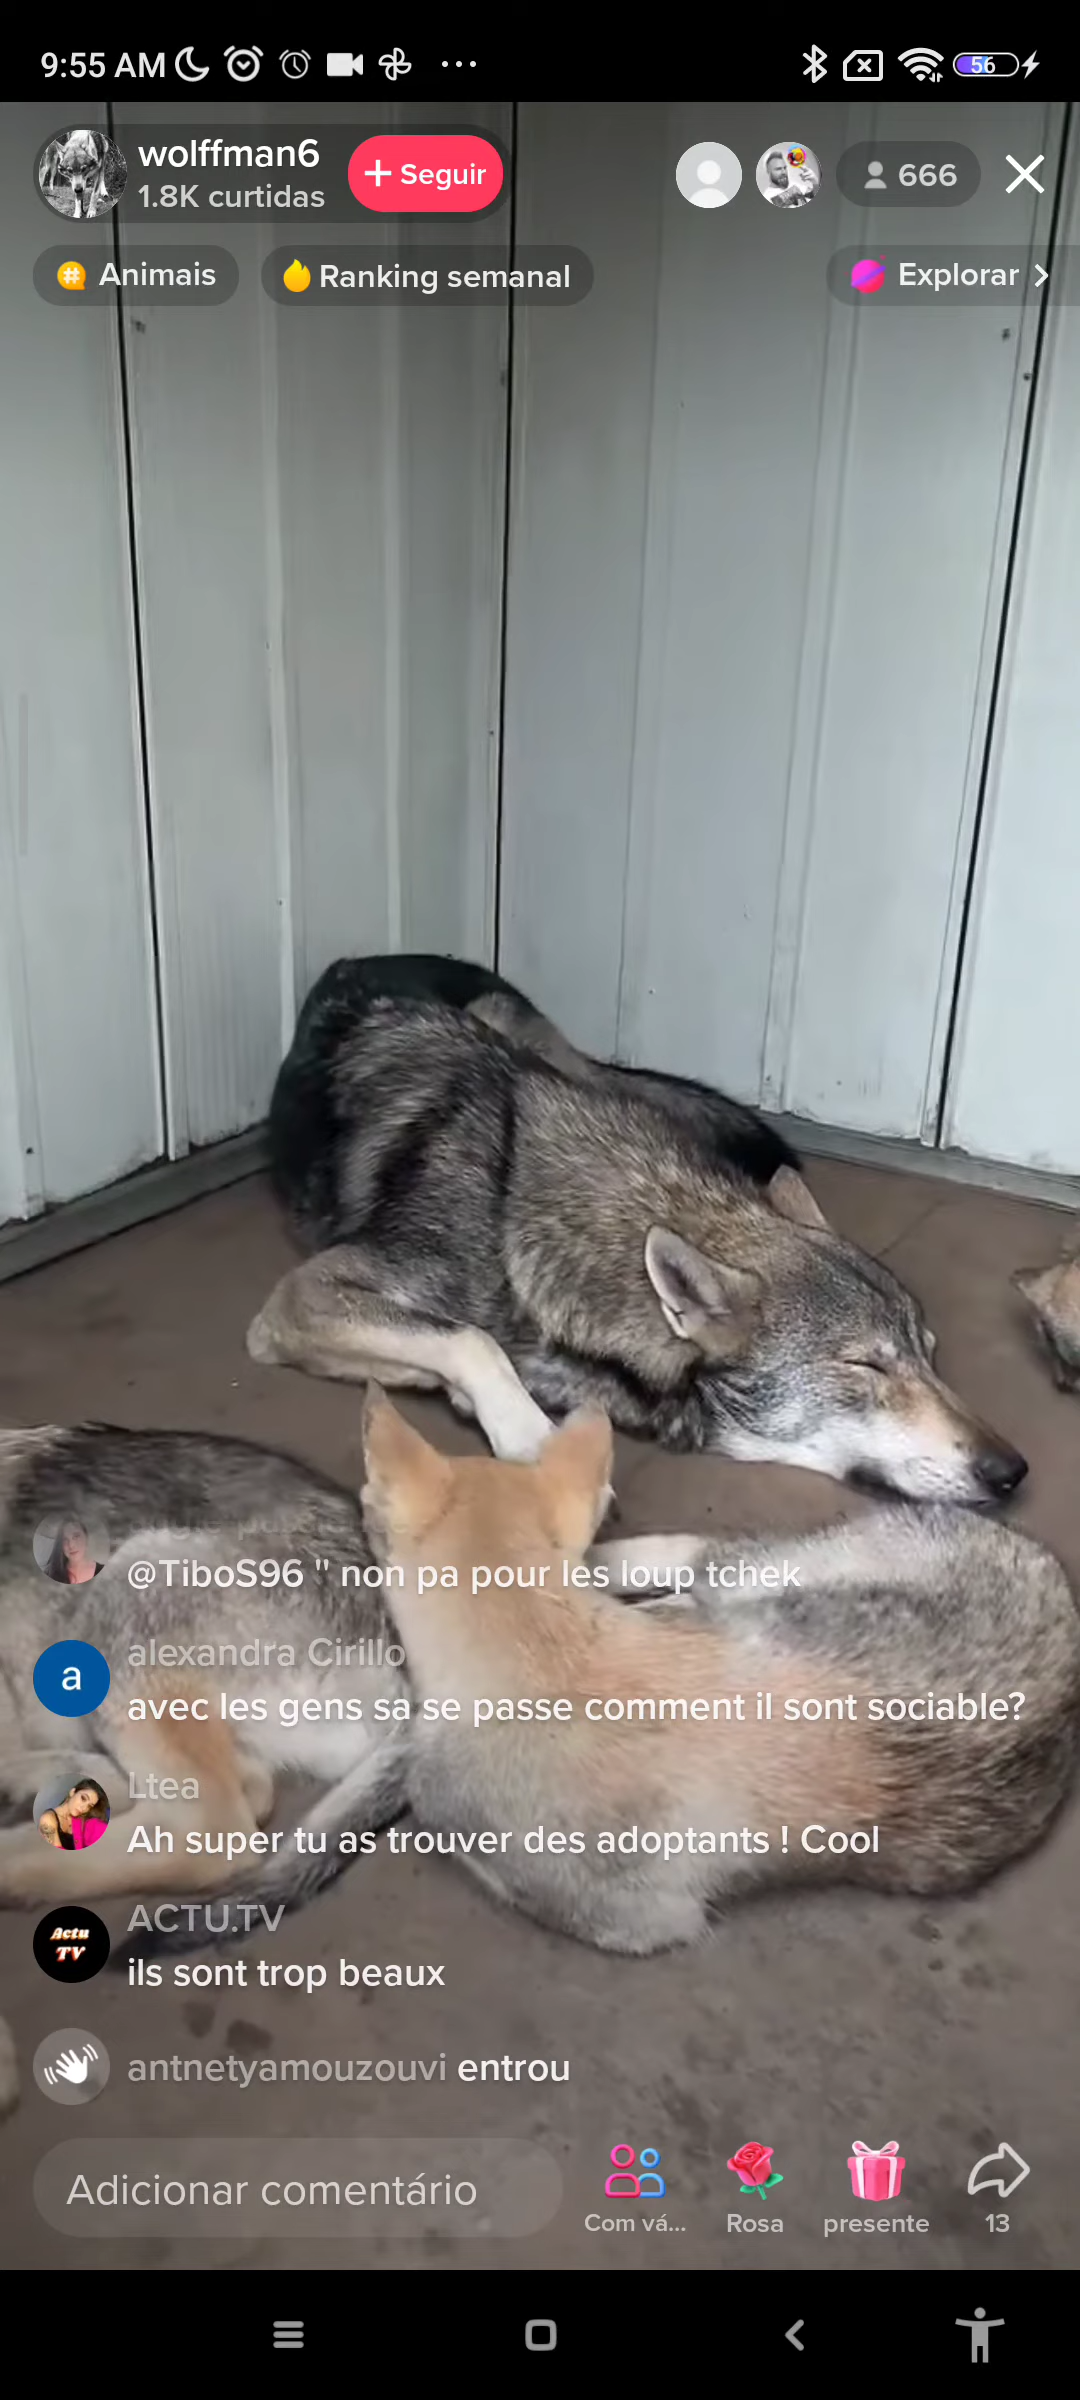 9:55 AM
56
wolffman6
1.8K curtidas
+ Seguir
666
Animais
Ranking semanal
Explorar >
@TiboS96 " non pa pour les loup tchek
a
alexandra Cirillo
avec les gens sa se passe comment il sont sociable?
Ltea
Ah super tu as trouver des adoptants ! Cool
Actu
TV
ACTU.TV
ils sont trop beaux
antnetyamouzouvi entrou
Adicionar comentário
Com vá...
Rosa
presente
13